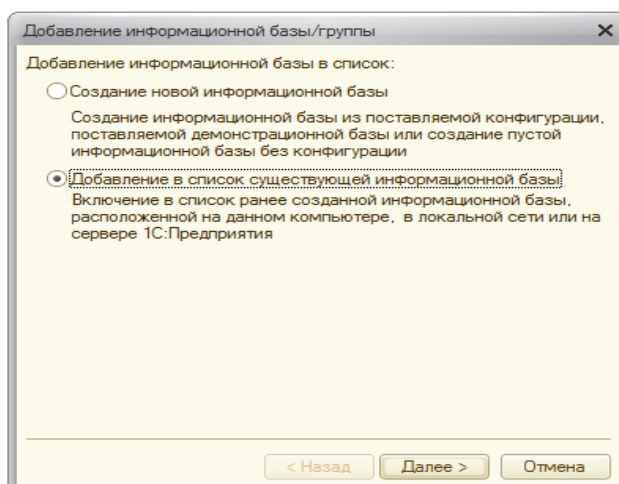 Добавление информационной базы/группы
Добавление информационной базы в список:
Создание новой информационной базы
Создание информационной базы из поставляемой конфигурации,
поставляемой демонстрационной базы или создание пустой
информационной базы без конфигурации
Добавление в список существующей информационной базы
Включение в список ранее созданной информационной базы,
расположенной на данном компьютере, в локальной сети или на
сервере 1С:Предприятия
< Назад Далее > Отмена